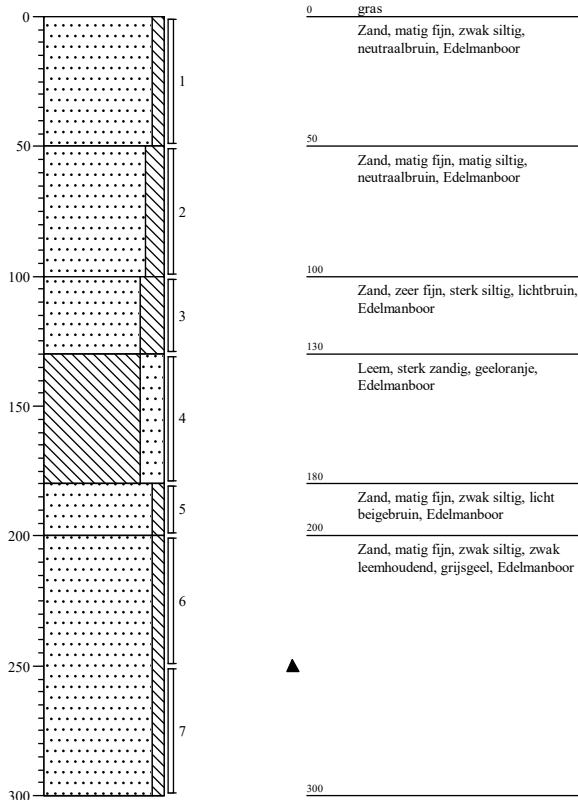 0
50
100
150
200
250
300
1
2
3
4
5
6
7
0
gras
Zand, matig fijn, zwak siltig,
neutraalbruin, Edelmanboor
50
Zand, matig fijn, matig siltig,
neutraalbruin, Edelmanboor
100
Zand, zeer fijn, sterk siltig, lichtbruin,
Edelmanboor
130
Leem, sterk zandig, geeloranje,
Edelmanboor
180
Zand, matig fijn, zwak siltig, licht
beigebruin, Edelmanboor
200
Zand, matig fijn, zwak siltig, zwak
leemhoudend, grijsgeel, Edelmanboor
300